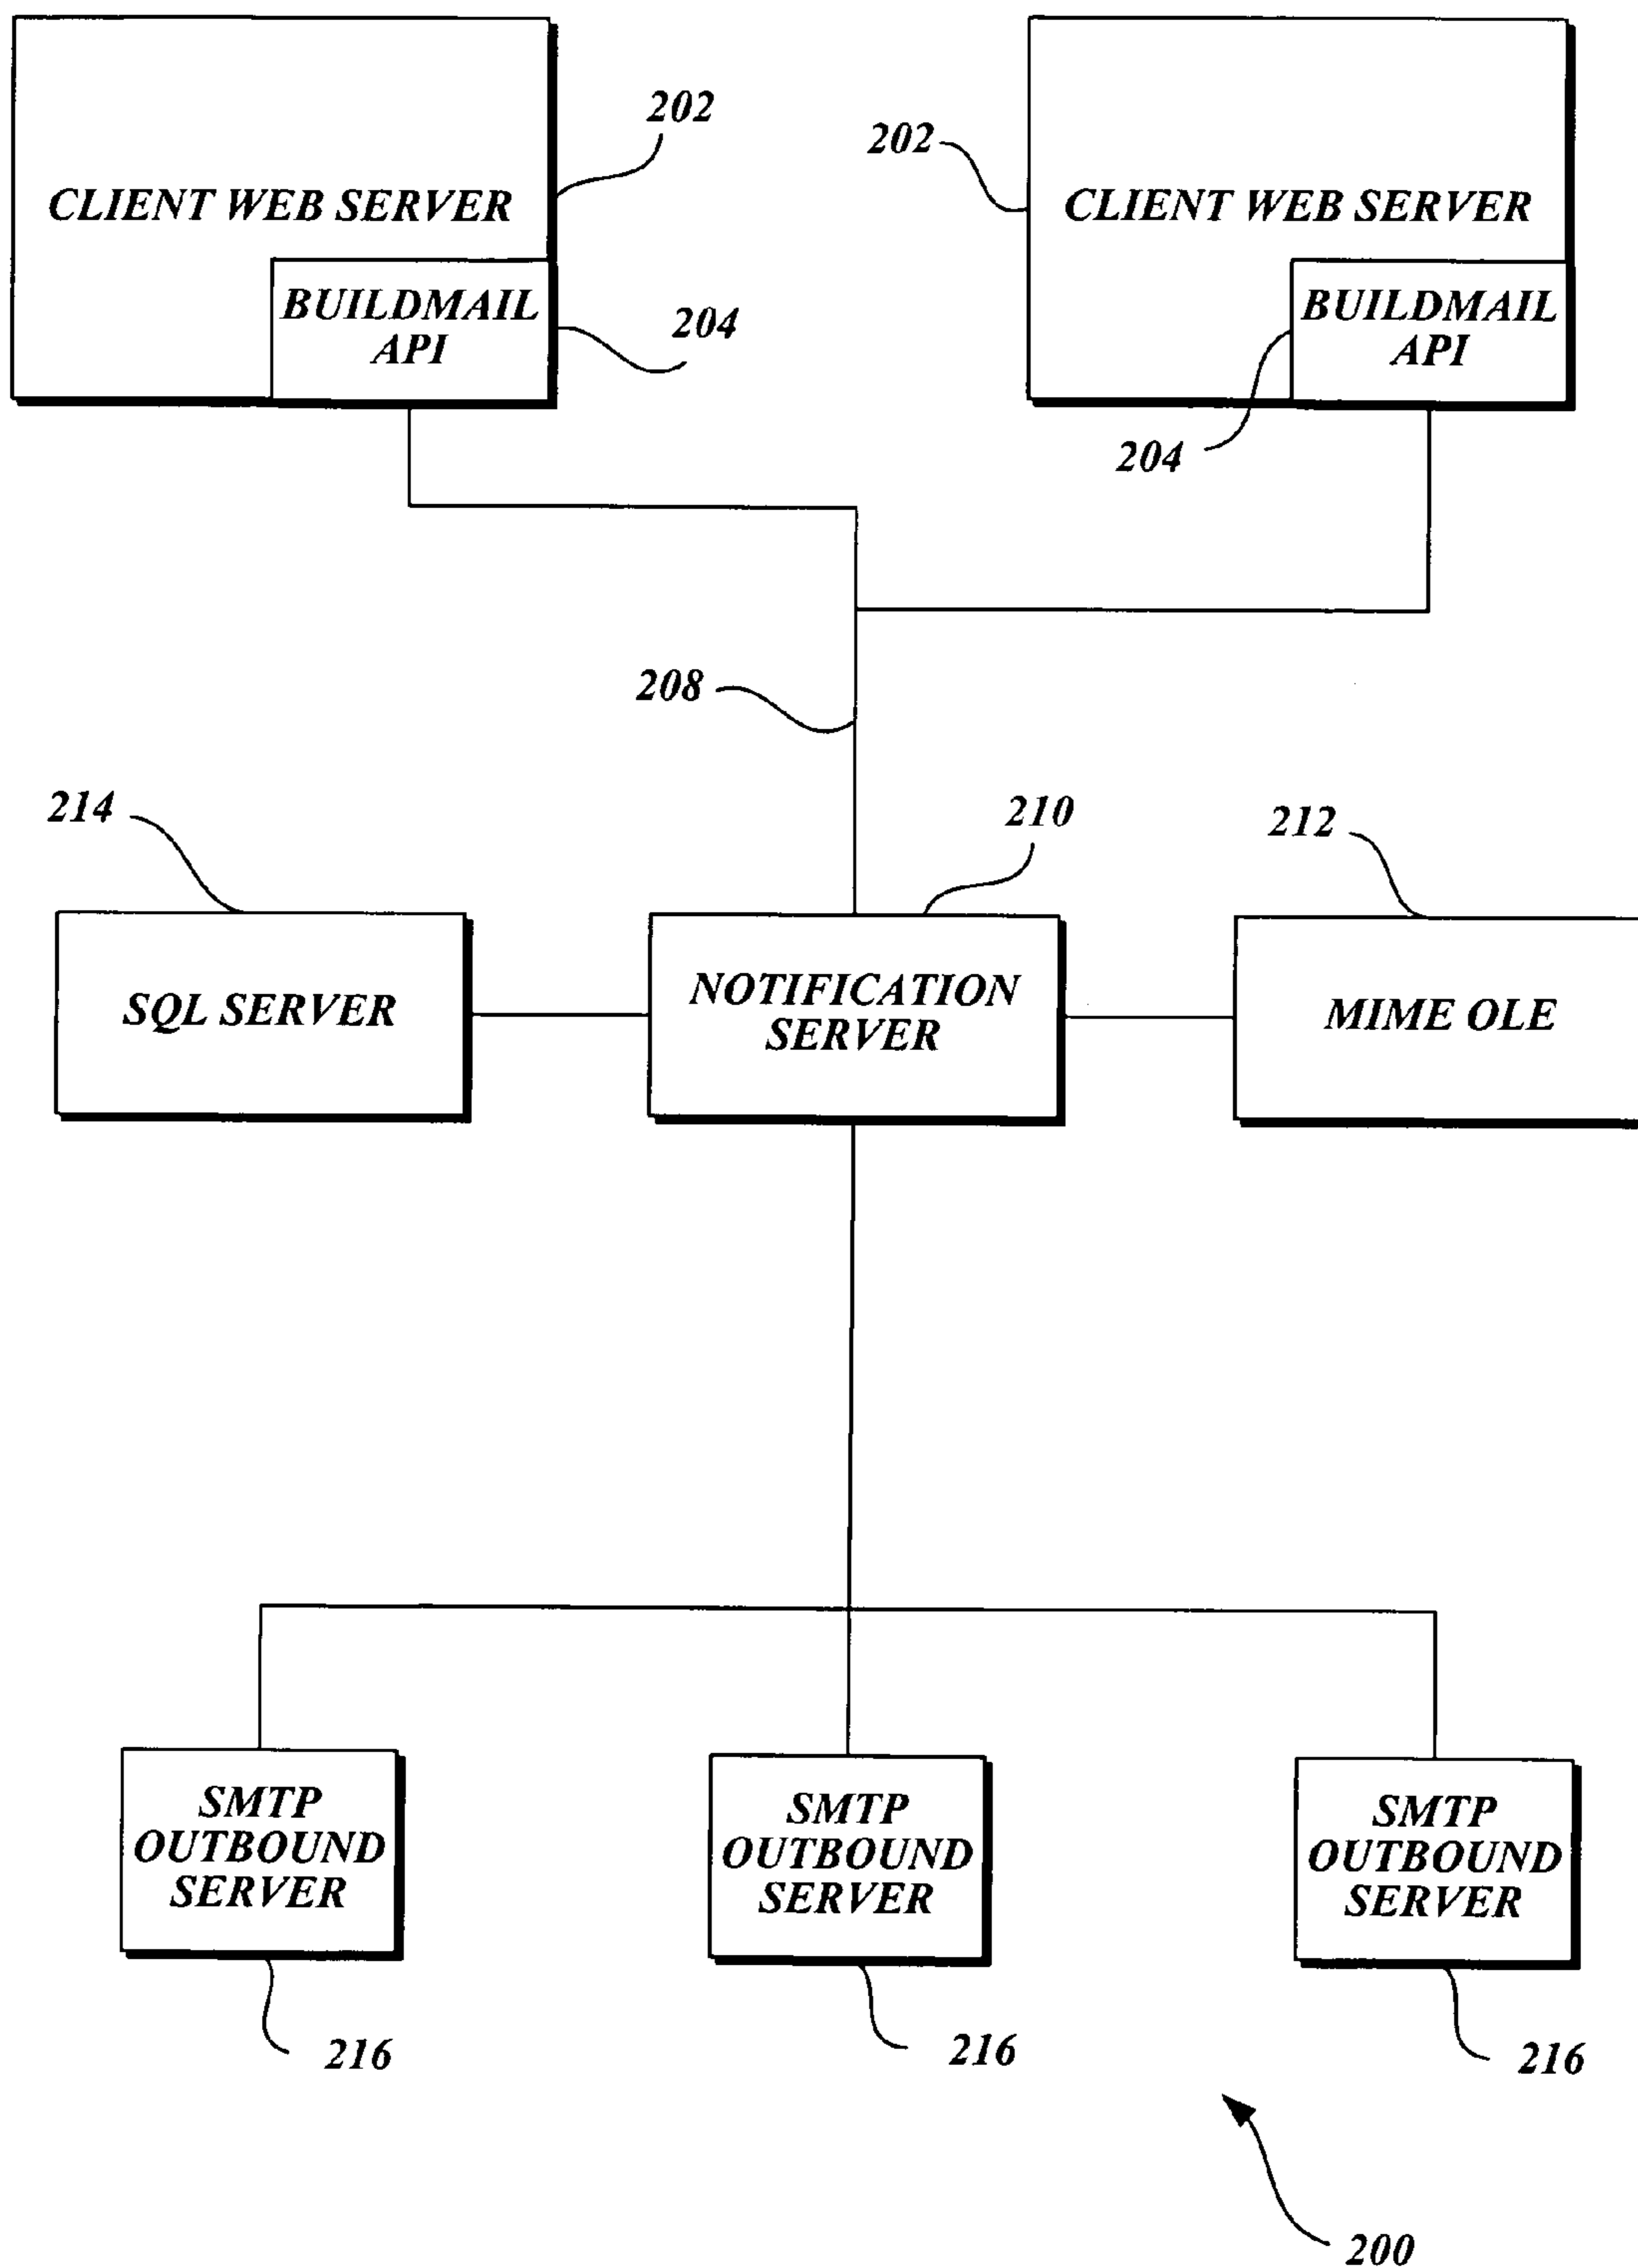 202
202
CLIENT WEB SERVER
CLIENT WEB SERVER
BUILDMAIL
API
204
BUILDMAIL
API
204
208
214
210
212
SQL SERVER
NOTIFICATION
SERVER
MIME OLE
SMTP
OUTBOUND
SERVER
SMTP
OUTBOUND
SERVER
SMTP
OUTBOUND
SERVER
216
216
216
200